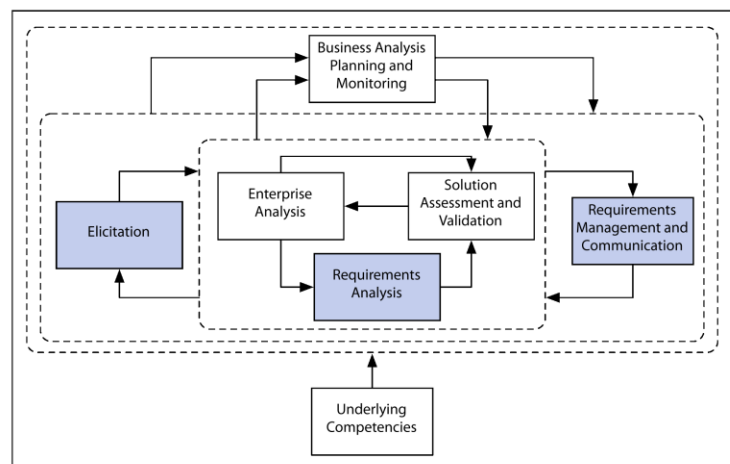 Business Analysis
Planning and
Monitoring
Enterprise
Analysis
Solution
Assessment and
Validation
Elicitation
Requirements
Management and
Communication
Requirements
Analysis
Underlying
Competencies